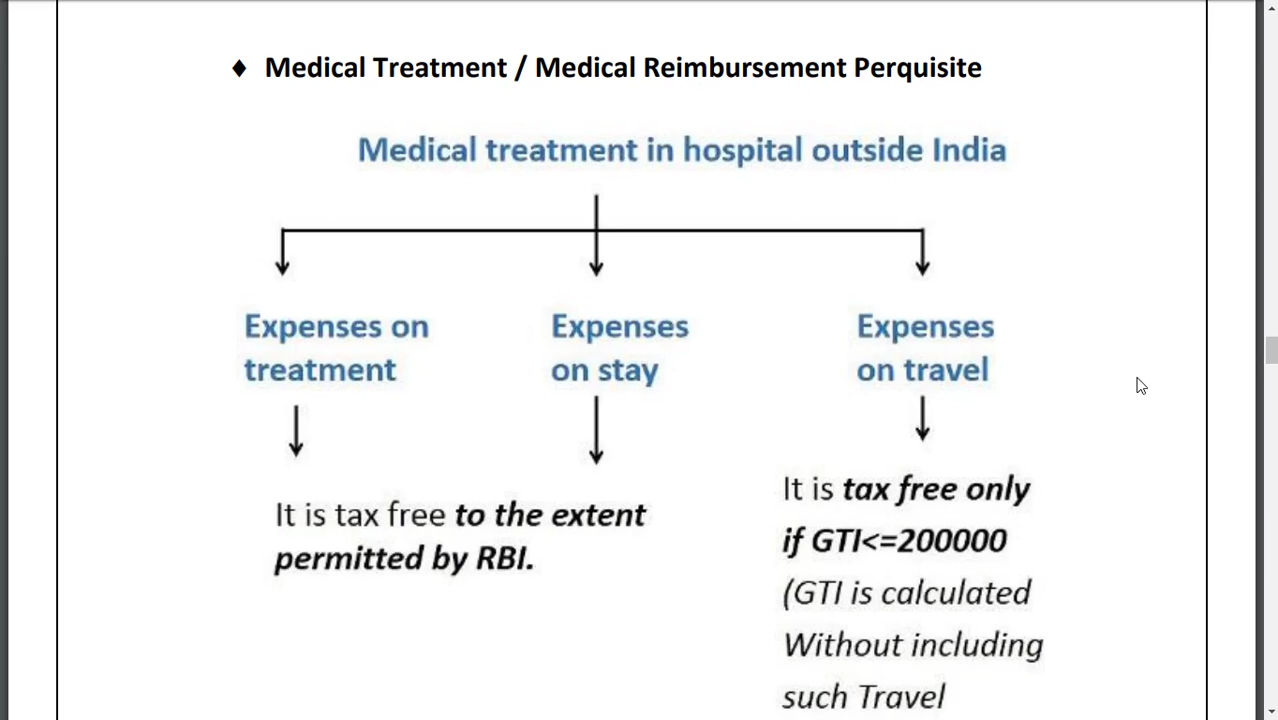 ♦ Medical Treatment / Medical Reimbursement Perquisite
Medical treatment in hospital outside India
Expenses on
treatment
Expenses
on stay
Expenses
on travel
It is tax free to the extent
permitted by RBI.
It is tax free only
if GTI<=200000
(GTI is calculated
Without including
such Travel